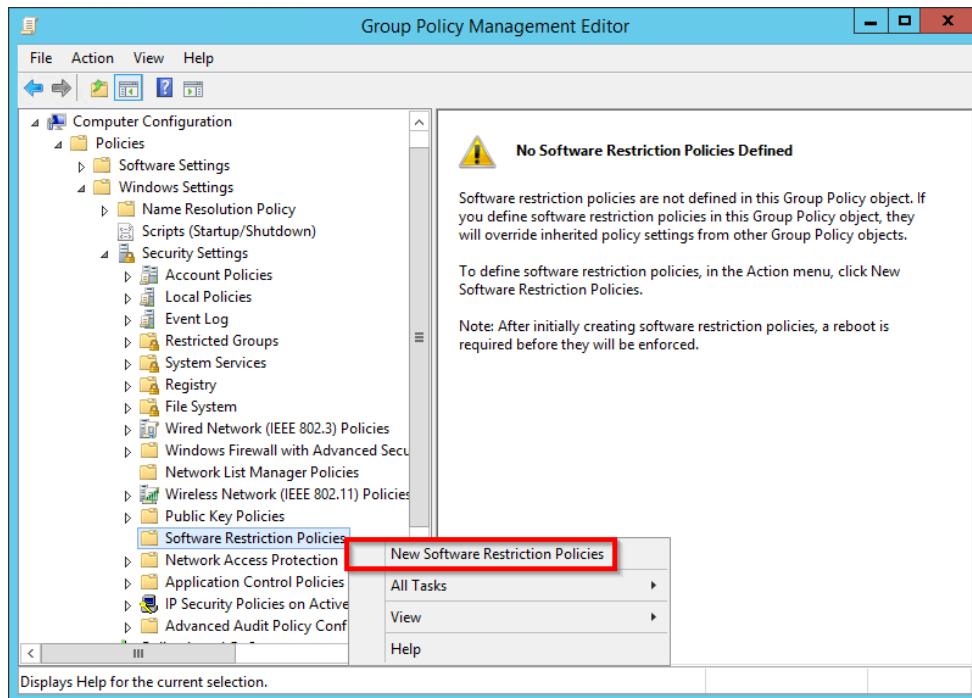 Group Policy Management Editor
File Action View Help
Computer Configuration
Policies
Software Settings
Windows Settings
Name Resolution Policy
Scripts (Startup/Shutdown)
Security Settings
Account Policies
Local Policies
Event Log
Restricted Groups
System Services
Registry
File System
Wired Network (IEEE 802.3) Policies
Windows Firewall with Advanced Secu
Network List Manager Policies
Wireless Network (IEEE 802.11) Policies
Public Key Policies
Software Restriction Policies
Network Access Protection
Application Control Policies
IP Security Policies on Active
Advanced Audit Policy Conf
No Software Restriction Policies Defined
Software restriction policies are not defined in this Group Policy object. If
you define software restriction policies in this Group Policy object, they
will override inherited policy settings from other Group Policy objects.
To define software restriction policies, in the Action menu, click New
Software Restriction Policies.
Note: After initially creating software restriction policies, a reboot is
required before they will be enforced.
New Software Restriction Policies
All Tasks
View
Help
Displays Help for the current selection.